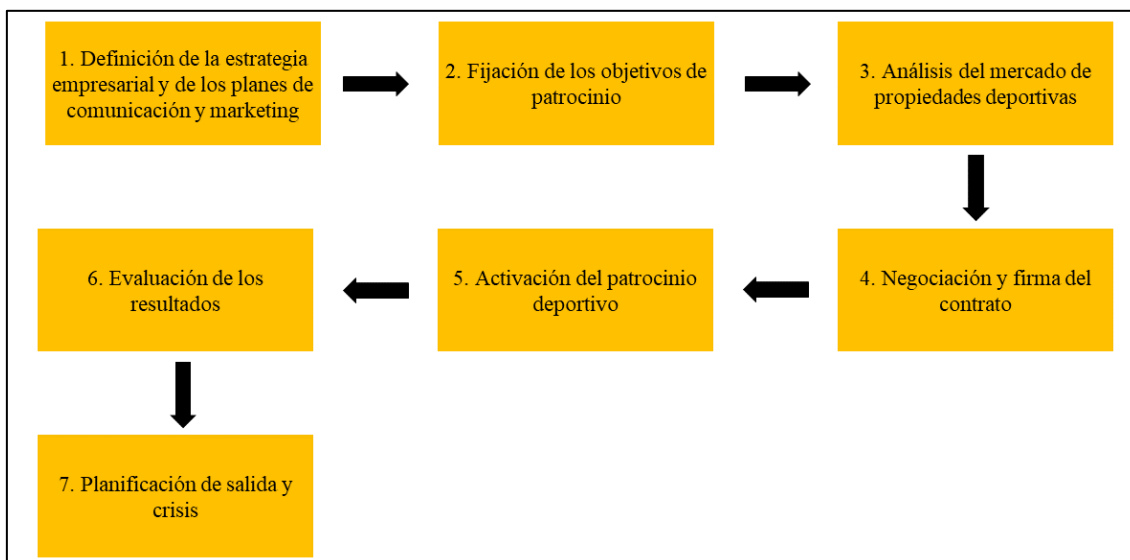 1. Definición de la estrategia
empresarial y de los planes de
comunicación y marketing
2. Fijación de los objetivos de
patrocinio
3. Análisis del mercado de
propiedades deportivas
4. Negociación y firma del
contrato
5. Activación del patrocinio
deportivo
6. Evaluación de los
resultados
7. Planificación de salida y
crisis